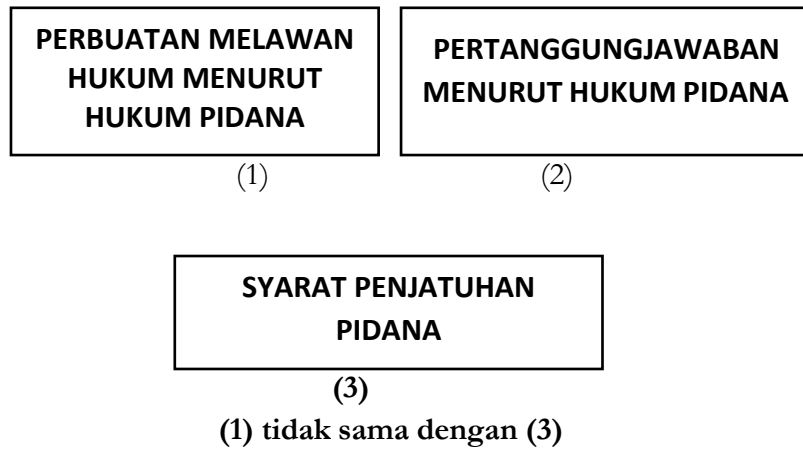 PERBUATAN MELAWAN
HUKUM MENURUT
HUKUM PIDANA
(1)
PERTANGGUNGJAWABAN
MENURUT HUKUM PIDANA
(2)
SYARAT PENJATUHAN
PIDANA
(3)
(1) tidak sama dengan (3)